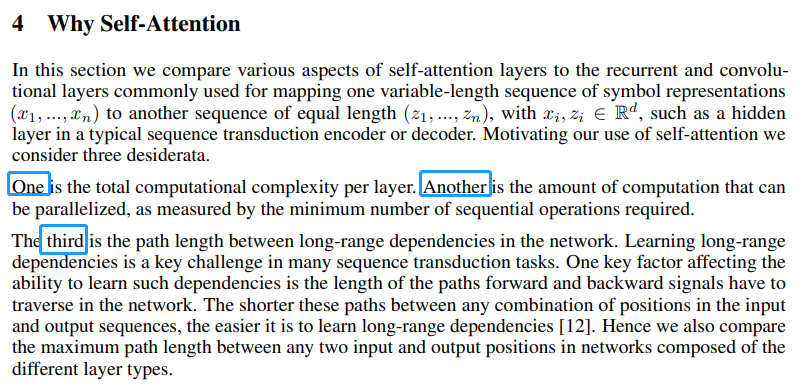 4 Why Self-Attention
In this section we compare various aspects of self-attention layers to the recurrent and convolu-
tional layers commonly used for mapping one variable-length sequence of symbol representations
(x₁, ..., xₙ) to another sequence of equal length (z₁, ..., zₙ), with xᵢ, zᵢ ∈ ℝᵈ, such as a hidden
layer in a typical sequence transduction encoder or decoder. Motivating our use of self-attention we
consider three desiderata.
One is the total computational complexity per layer. Another is the amount of computation that can
be parallelized, as measured by the minimum number of sequential operations required.
The third is the path length between long-range dependencies in the network. Learning long-range
dependencies is a key challenge in many sequence transduction tasks. One key factor affecting the
ability to learn such dependencies is the length of the paths forward and backward signals have to
traverse in the network. The shorter these paths between any combination of positions in the input
and output sequences, the easier it is to learn long-range dependencies [12]. Hence we also compare
the maximum path length between any two input and output positions in networks composed of the
different layer types.